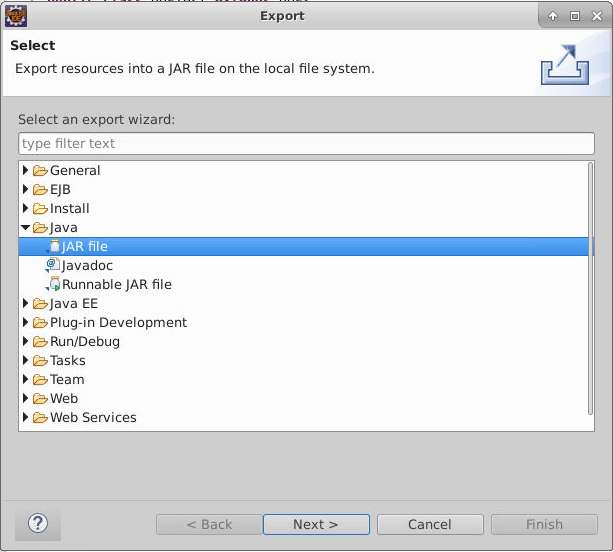 Export
Select
Export resources into a JAR file on the local file system.
Select an export wizard:
type filter text
General
EJB
Install
Java
JAR file
Javadoc
Runnable JAR file
Java EE
Plug-in Development
Run/Debug
Tasks
Team
Web
Web Services
?
< Back
Next >
Cancel
Finish